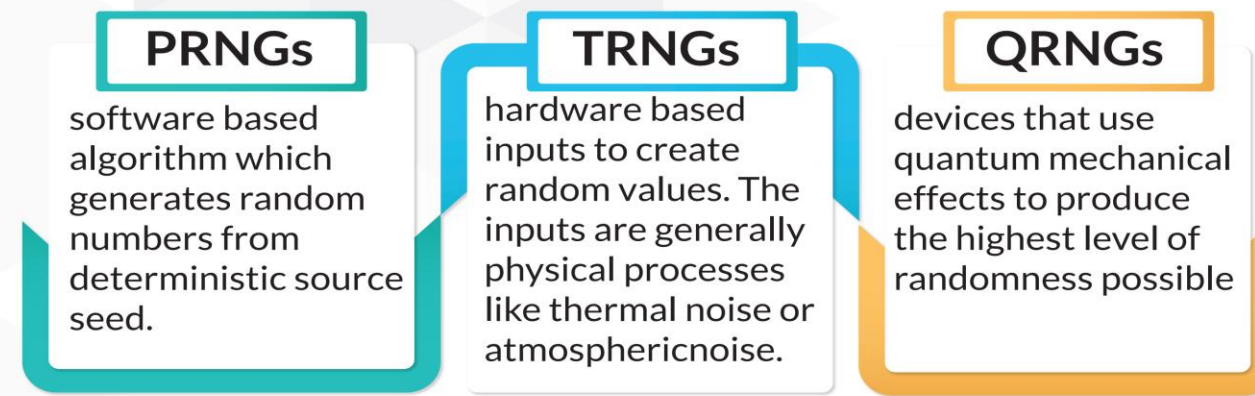 PRNGs
software based
algorithm which
generates random
numbers from
deterministic source
seed.
TRNGs
hardware based
inputs to create
random values. The
inputs are generally
physical processes
like thermal noise or
atmosphericnoise.
QRNGs
devices that use
quantum mechanical
effects to produce
the highest level of
randomness possible